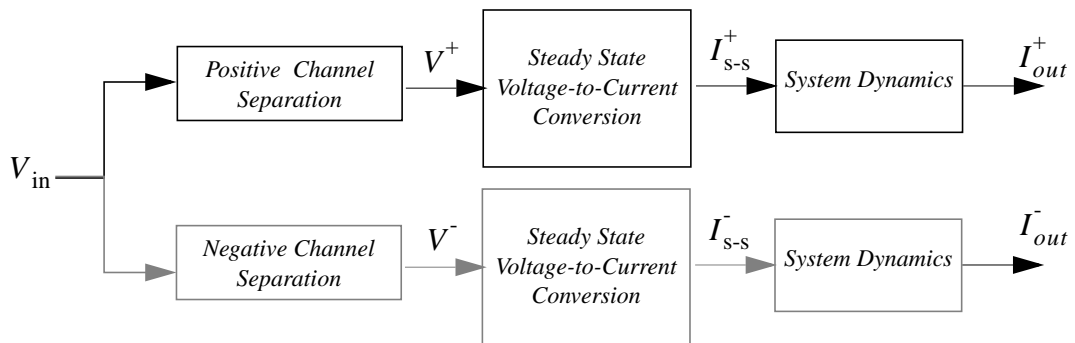 Positive Channel
Separation
V+
Steady State
Voltage-to-Current
Conversion
I+s-s
System Dynamics
I+out
Vin
Negative Channel
Separation
V-
Steady State
Voltage-to-Current
Conversion
I-s-s
System Dynamics
I-out